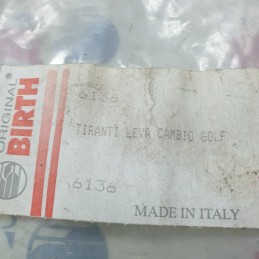 ORIGINAL
BIRTH®
6136
TIRANTI LEVA CAMBIO GOLF
6136
MADE IN ITALY